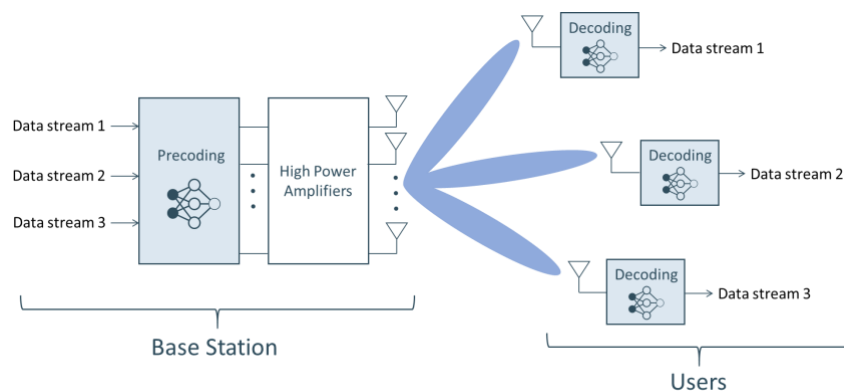 Decoding
Data stream 1
Data stream 1
Precoding
Data stream 2
High Power
Amplifiers
Decoding
Data stream 2
Data stream 3
Decoding
Data stream 3
Base Station
Users